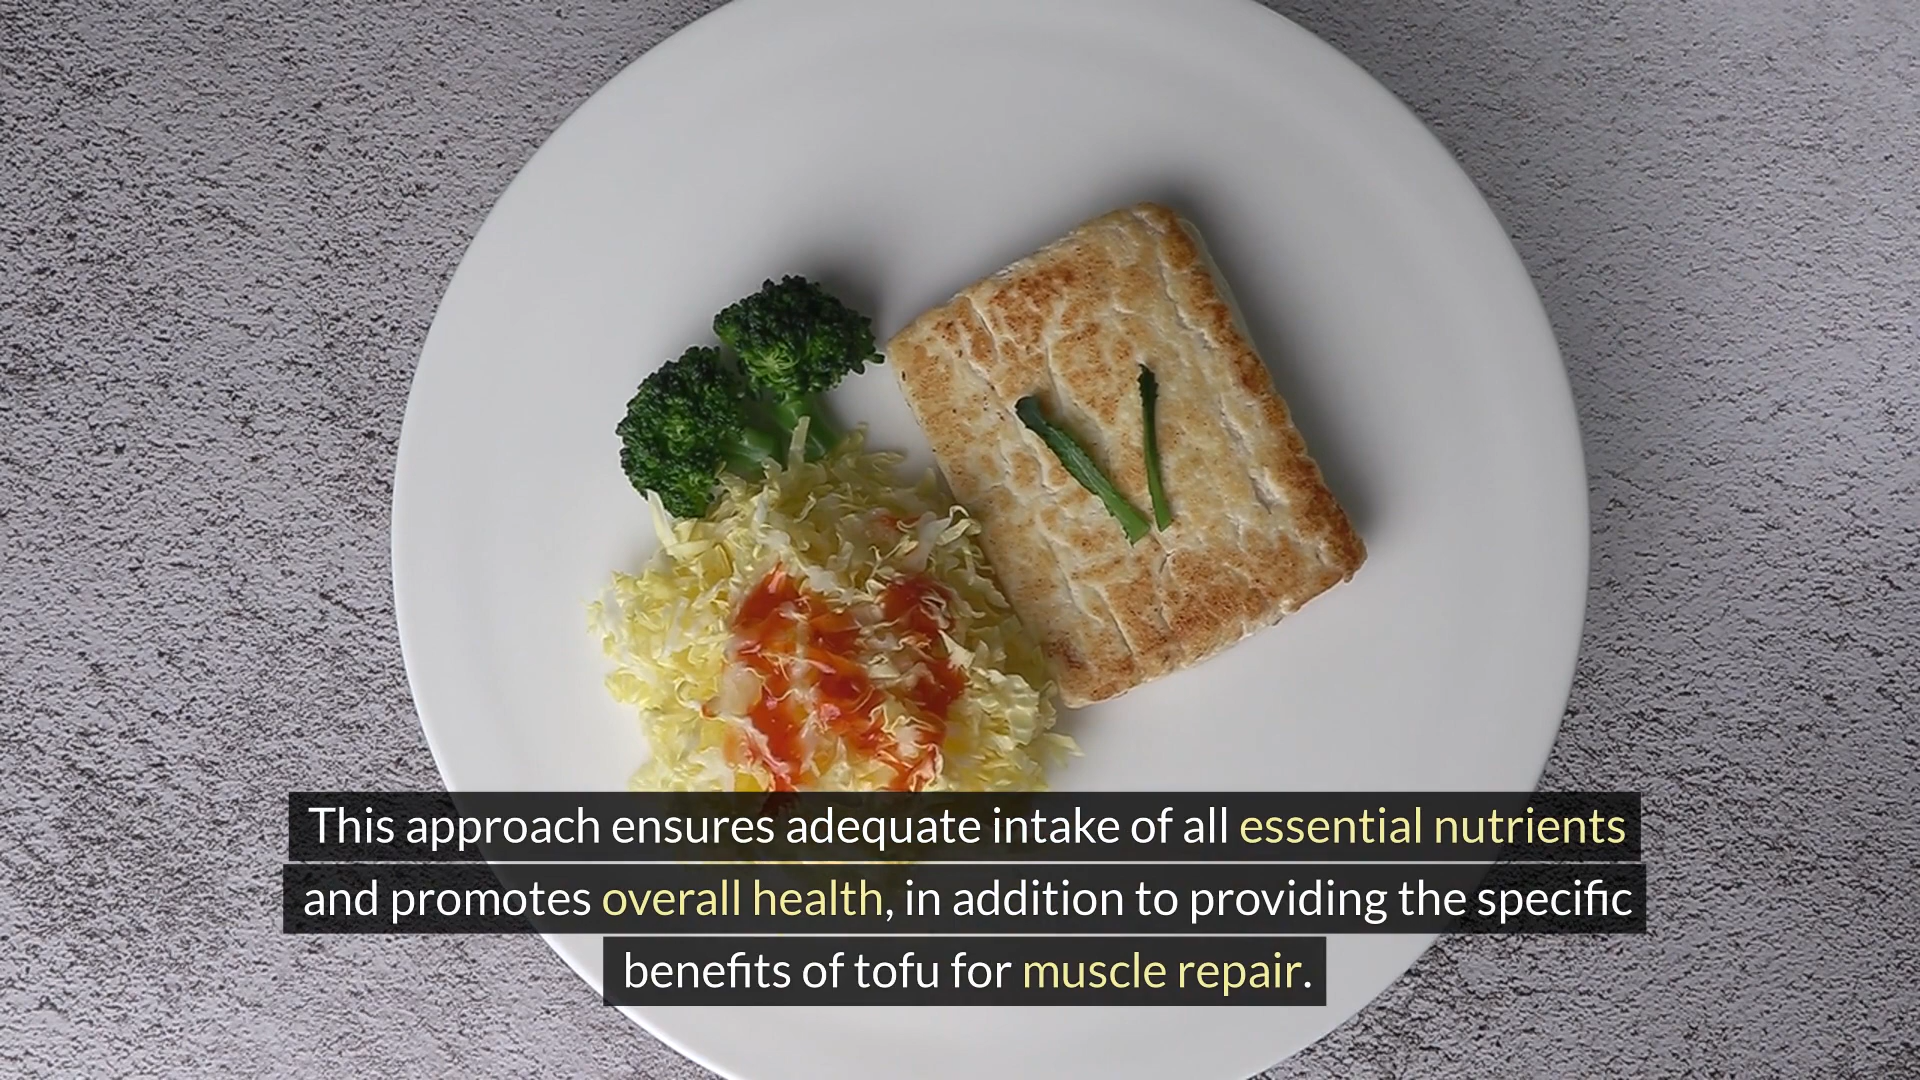 This approach ensures adequate intake of all essential nutrients
and promotes overall health, in addition to providing the specific
benefits of tofu for muscle repair.